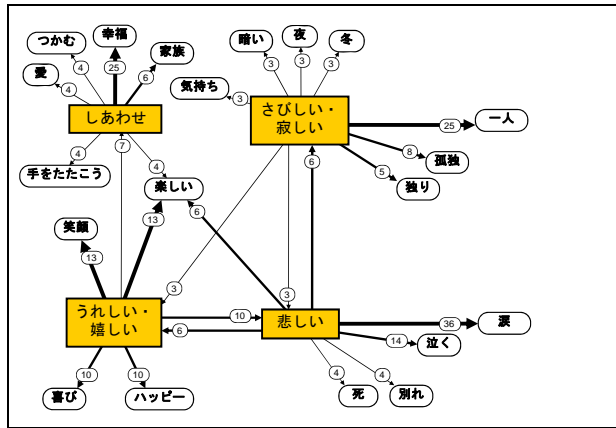 つかむ
幸福
家族
愛
25
4
6
4
しあわせ
4
7
4
手をたたこう
楽しい
暗い
夜
冬
3
3
3
気持ち
3
さびしい・
寂しい
25
一人
8
孤独
5
独り
6
6
3
3
笑顔
13
13
うれしい・
嬉しい
10
6
10
10
喜び
ハッピー
悲しい
36
涙
14
泣く
4
4
死
別れ